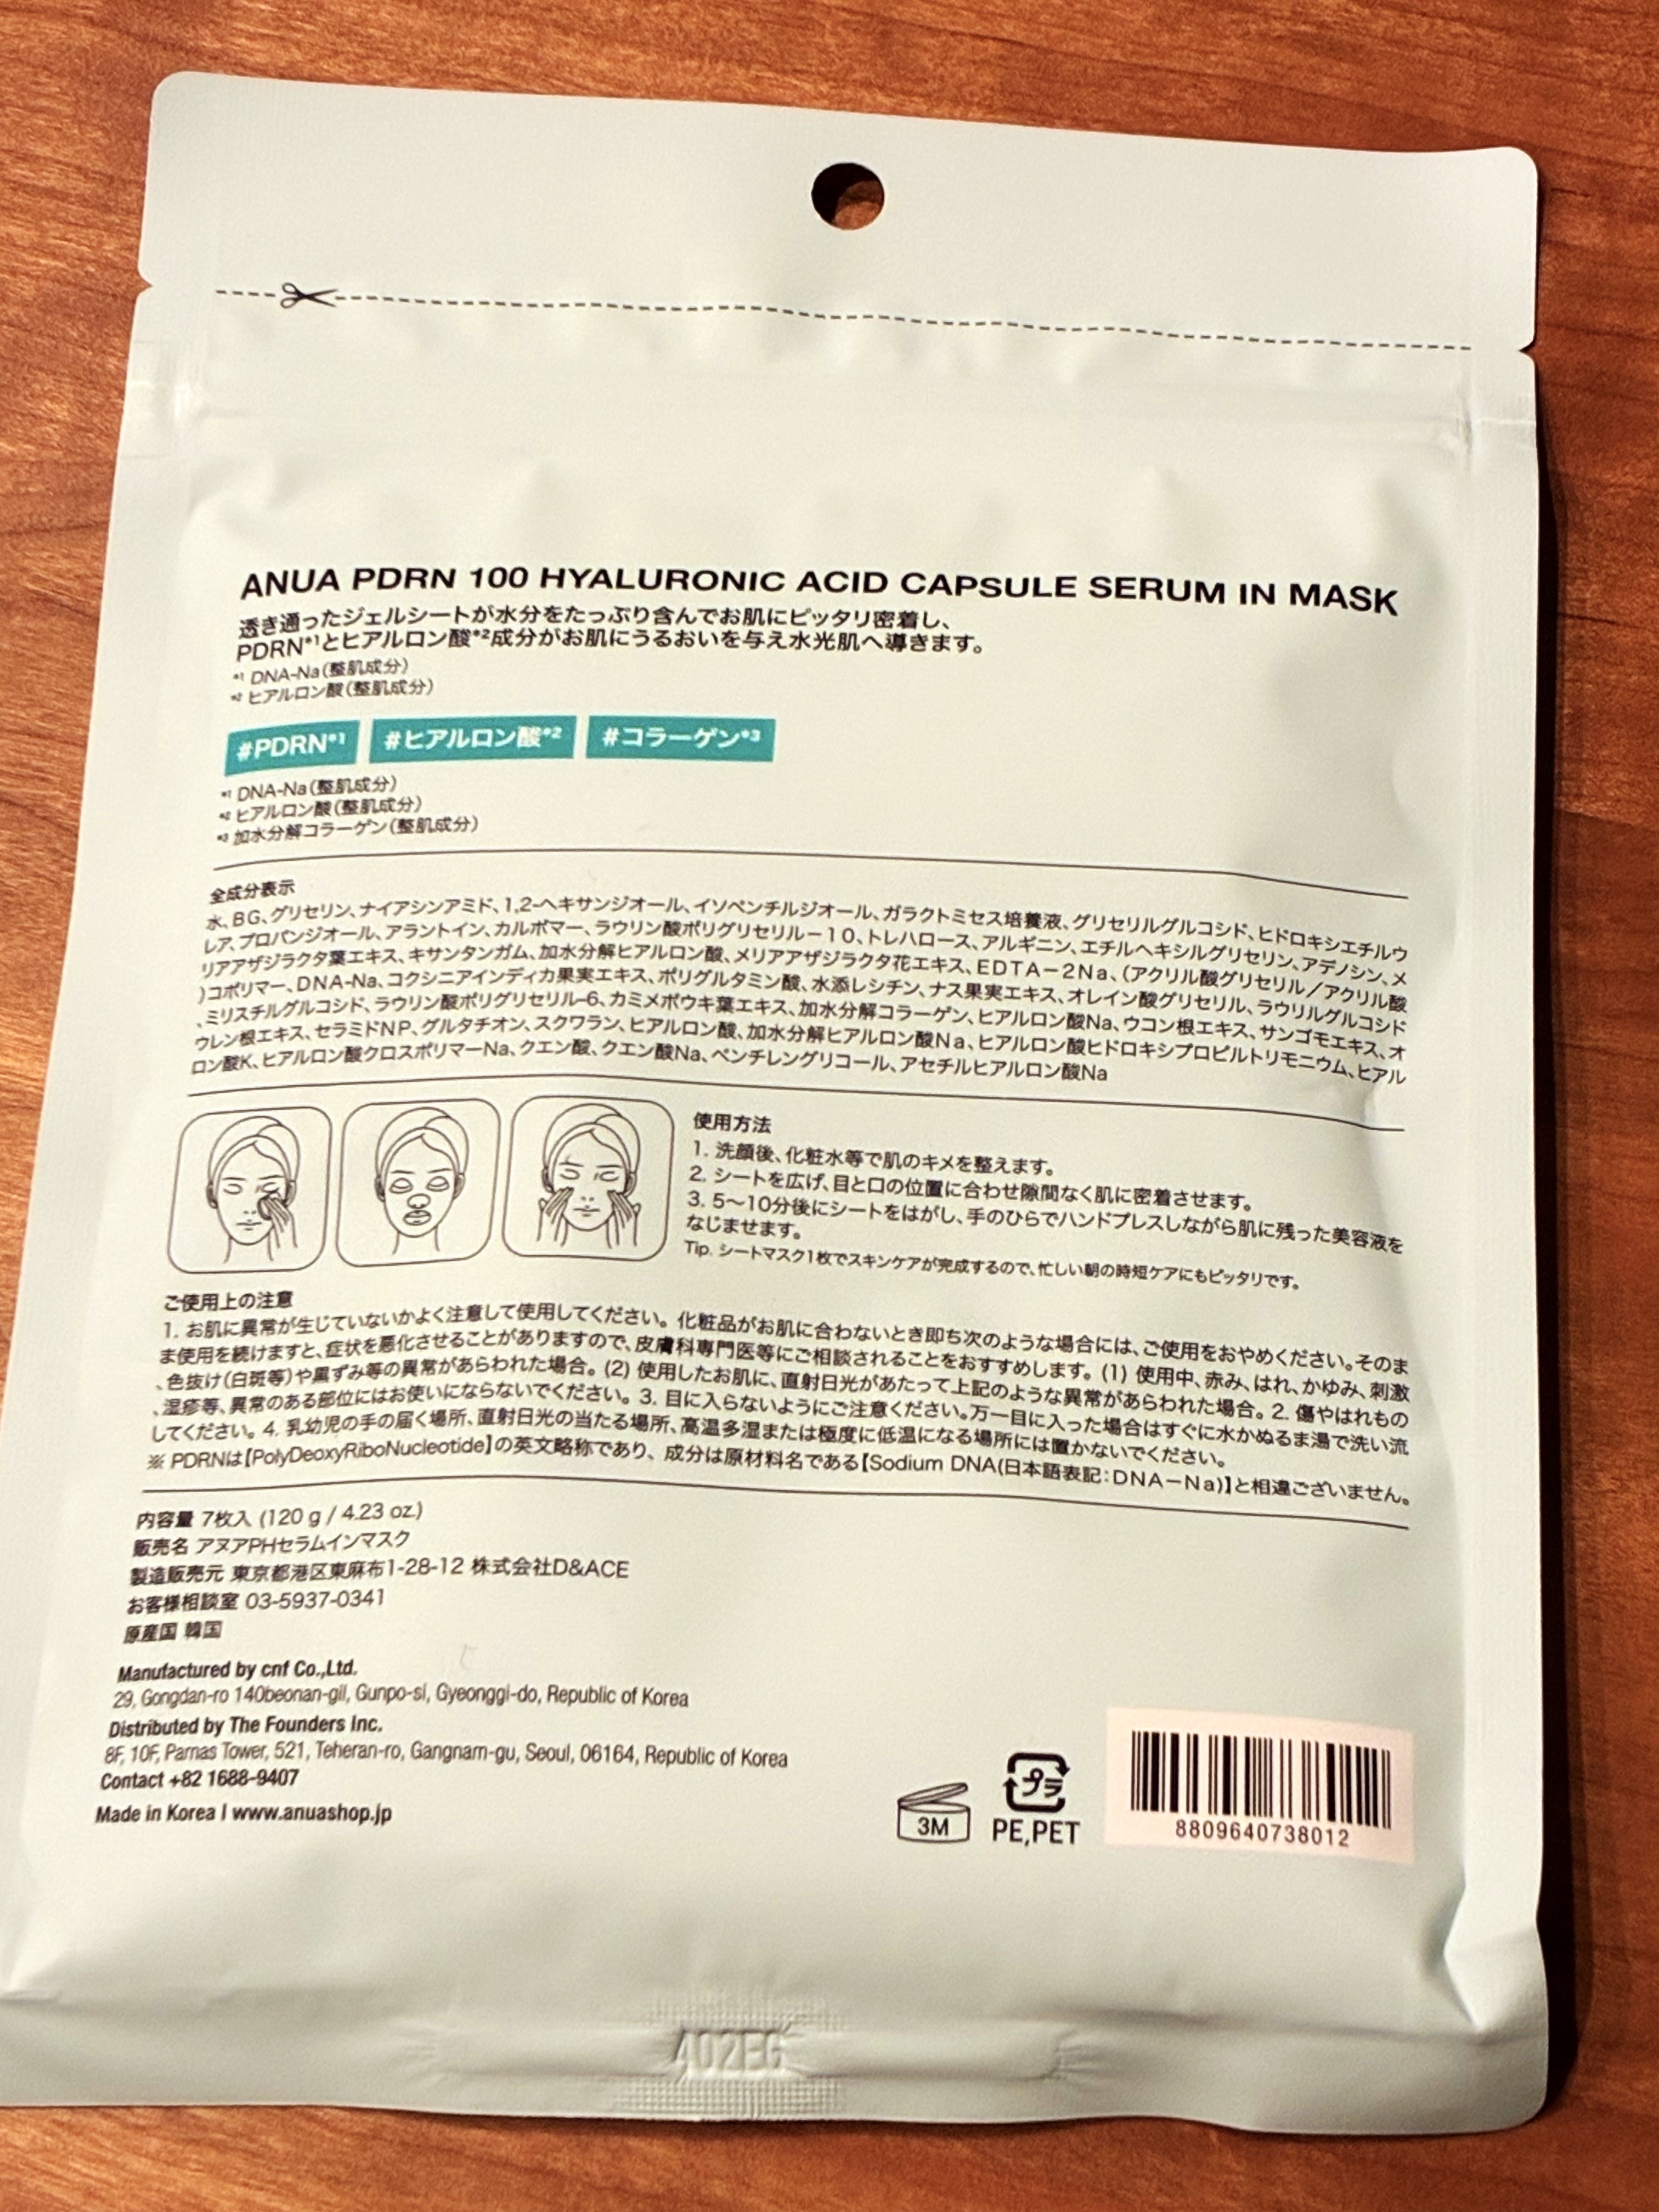 ANUA PDRN 100 HYALURONIC ACID CAPSULE SERUM IN MASK
透き通ったジェルシートが水分をたっぷり含んでお肌にピッタリ密着し、
PDRN*1とヒアルロン酸*2成分がお肌にうるおいを与え水光肌へ導きます。
*1 DNA-Na(整肌成分)
*2 ヒアルロン酸(整肌成分)
#PDRN*1 #ヒアルロン酸*2 #コラーゲン*3
*1 DNA-Na(整肌成分)
*2 ヒアルロン酸(整肌成分)
*3 加水分解コラーゲン(整肌成分)
全成分表示
水、BG、グリセリン、ナイアシンアミド、1,2-ヘキサンジオール、イソペンチルジオール、ガラクトミセス培養液、グリセリルグルコシド、ヒドロキシエチルウ
レア、プロパンジオール、アラントイン、カルボマー、ラウリン酸ポリグリセリル－10、トレハロース、アルギニン、エチルヘキシルグリセリン、アデノシン、メ
リアアザジラクタ葉エキス、キサンタンガム、加水分解ヒアルロン酸、メリアアザジラクタ花エキス、EDTA－2Na、(アクリル酸グリセリル／アクリル酸
)コポリマー、DNA-Na、コクシニアインディカ果実エキス、ポリグルタミン酸、水添レシチン、ナス果実エキス、オレイン酸グリセリル、ラウリルグルコシド
、ミリスチルグルコシド、ラウリン酸ポリグリセリル-6、カミメボウキ葉エキス、加水分解コラーゲン、ヒアルロン酸Na、ウコン根エキス、サンゴモエキス、オ
ウレン根エキス、セラミドNP、グルタチオン、スクワラン、ヒアルロン酸、加水分解ヒアルロン酸Na、ヒアルロン酸ヒドロキシプロピルトリモニウム、ヒアル
ロン酸K、ヒアルロン酸クロスポリマーNa、クエン酸、クエン酸Na、ペンチレングリコール、アセチルヒアルロン酸Na
使用方法
1. 洗顔後、化粧水等で肌のキメを整えます。
2. シートを広げ、目と口の位置に合わせ隙間なく肌に密着させます。
3. 5〜10分後にシートをはがし、手のひらでハンドプレスしながら肌に残った美容液を
なじませます。
Tip. シートマスク1枚でスキンケアが完成するので、忙しい朝の時短ケアにもピッタリです。
ご使用上の注意
1. お肌に異常が生じていないかよく注意して使用してください。化粧品がお肌に合わないとき即ち次のような場合には、ご使用をおやめください。そのま
ま使用を続けますと、症状を悪化させることがありますので、皮膚科専門医等にご相談されることをおすすめします。(1) 使用中、赤み、はれ、かゆみ、刺激
、色抜け(白斑等)や黒ずみ等の異常があらわれた場合。(2) 使用したお肌に、直射日光があたって上記のような異常があらわれた場合。2. 傷やはれもの
、湿疹等、異常のある部位にはお使いにならないでください。3. 目に入らないようにご注意ください。万一目に入った場合はすぐに水かぬるま湯で洗い流
してください。4. 乳幼児の手の届く場所、直射日光の当たる場所、高温多湿または極度に低温になる場所には置かないでください。
※ PDRNは【PolyDeoxyRiboNucleotide】の英文略称であり、成分は原材料名である【Sodium DNA(日本語表記：DNA－Na)】と相違ございません。
内容量 7枚入 (120 g / 4.23 oz.)
販売名 アヌアPHセラムインマスク
製造販売元 東京都港区東麻布1-28-12 株式会社D&ACE
お客様相談室 03-5937-0341
原産国 韓国
Manufactured by cnf Co.,Ltd.
29, Gongdan-ro 140beonan-gil, Gunpo-si, Gyeonggi-do, Republic of Korea
Distributed by The Founders Inc.
8F, 10F, Parnas Tower, 521, Teheran-ro, Gangnam-gu, Seoul, 06164, Republic of Korea
Contact +82 1688-9407
Made in Korea | www.anuashop.jp
3M
プラ
PE,PET
8809640738012